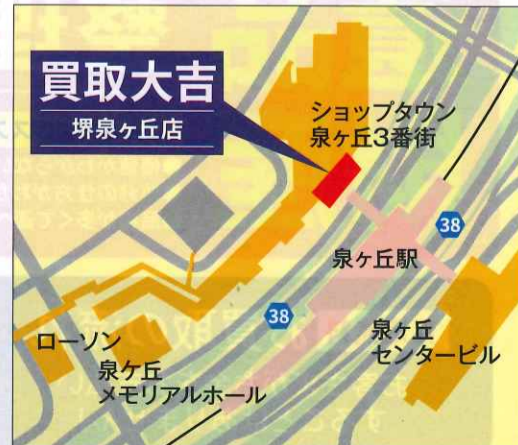 買取大吉
堺泉ヶ丘店
ショップタウン
泉ヶ丘3番街
38
泉ヶ丘駅
38
ローソン
泉ケ丘
メモリアルホール
泉ヶ丘
センタービル